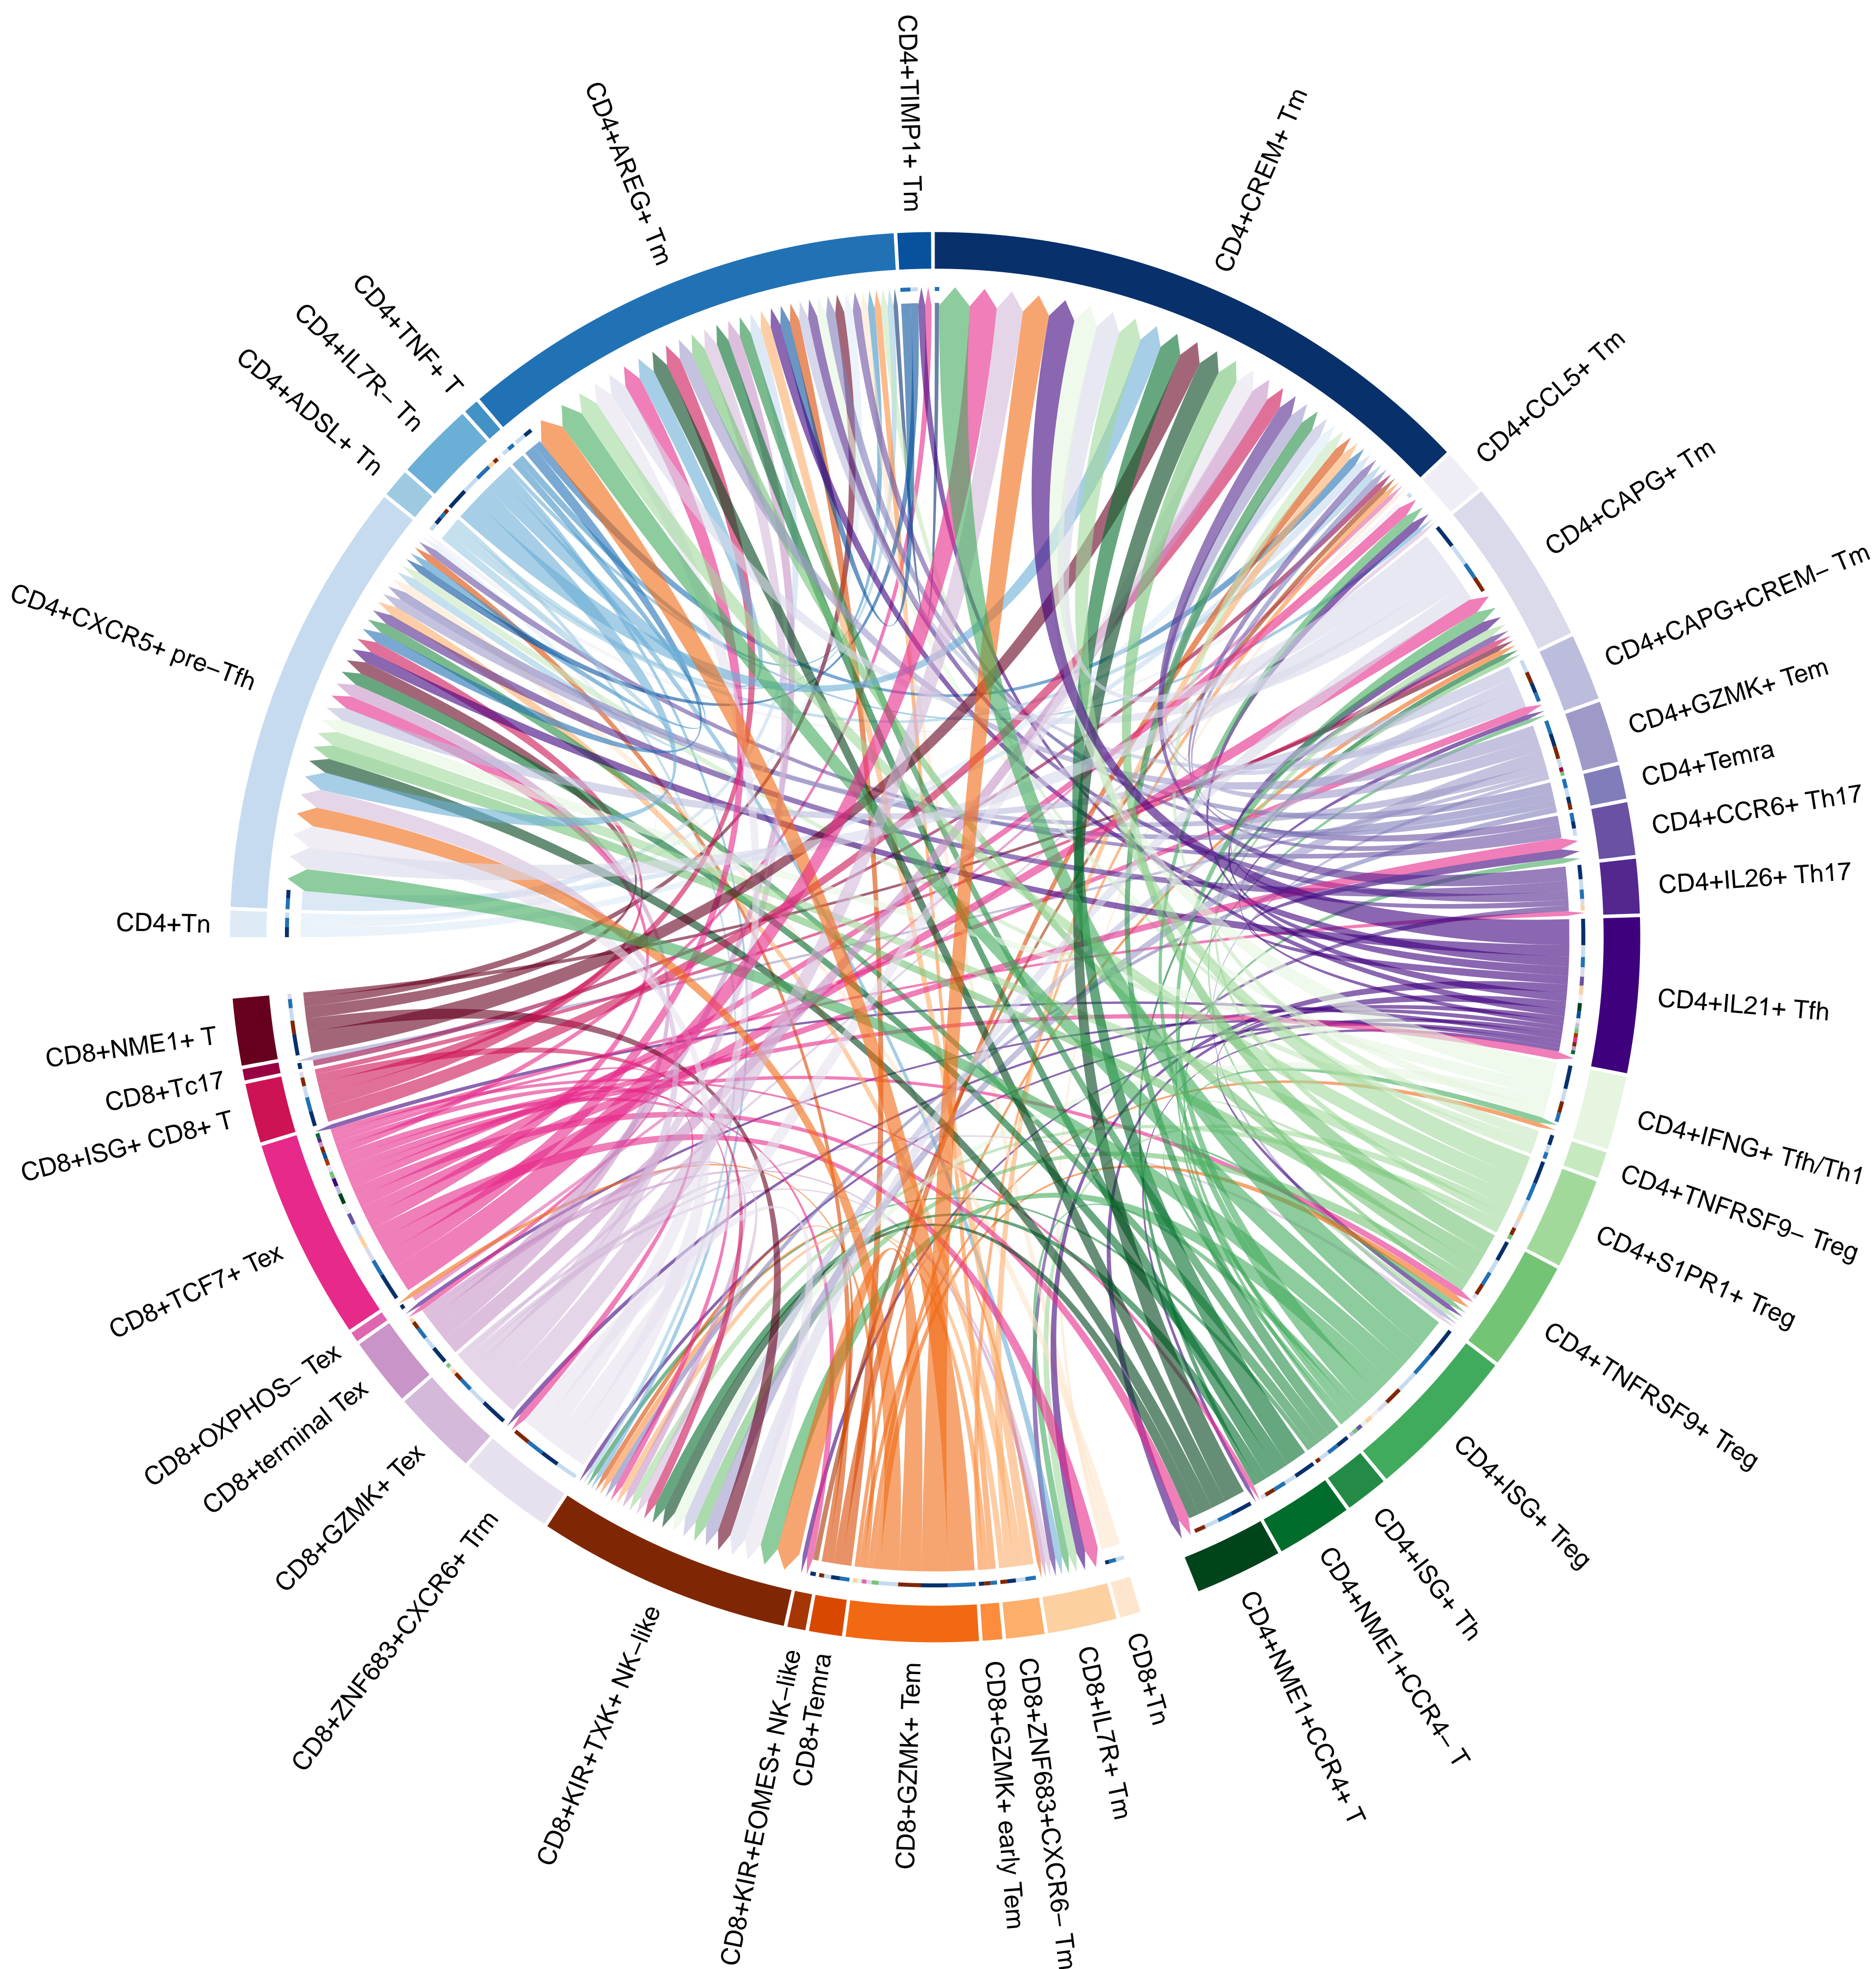 CD4+TIMP1+ Tm
CD4+CREM+ Tm
CD4+CCL5+ Tm
CD4+CAPG+ Tm
CD4+CAPG+CREM– Tm
CD4+GZMK+ Tem
CD4+Temra
CD4+CCR6+ Th17
CD4+IL26+ Th17
CD4+IL21+ Tfh
CD4+IFNG+ Tfh/Th1
CD4+TNFRSF9– Treg
CD4+S1PR1+ Treg
CD4+TNFRSF9+ Treg
CD4+ISG+ Treg
CD4+ISG+ Th
CD4+NME1+CCR4– T
CD4+NME1+CCR4+ T
CD8+Tn
CD8+IL7R+ Tm
CD8+ZNF683+CXCR6– Tm
CD8+GZMK+ early Tem
CD8+GZMK+ Tem
CD8+Temra
CD8+KIR+EOMES+ NK–like
CD8+KIR+TXK+ NK–like
CD8+ZNF683+CXCR6+ Trm
CD8+GZMK+ Tex
CD8+terminal Tex
CD8+OXPHOS– Tex
CD8+TCF7+ Tex
CD8+ISG+ CD8+ T
CD8+Tc17
CD8+NME1+ T
CD4+Tn
CD4+CXCR5+ pre–Tfh
CD4+ADSL+ Tn
CD4+IL7R– Tn
CD4+TNF+ T
CD4+AREG+ Tm